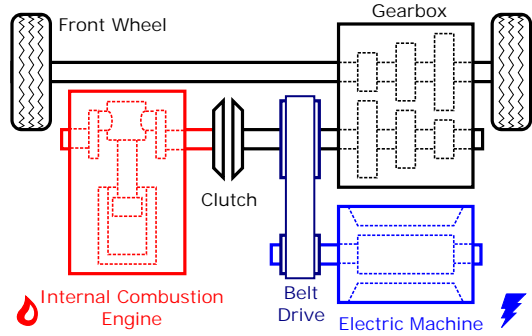 Gearbox
Front Wheel
Clutch
Internal Combustion
Engine
Belt
Drive
Electric Machine